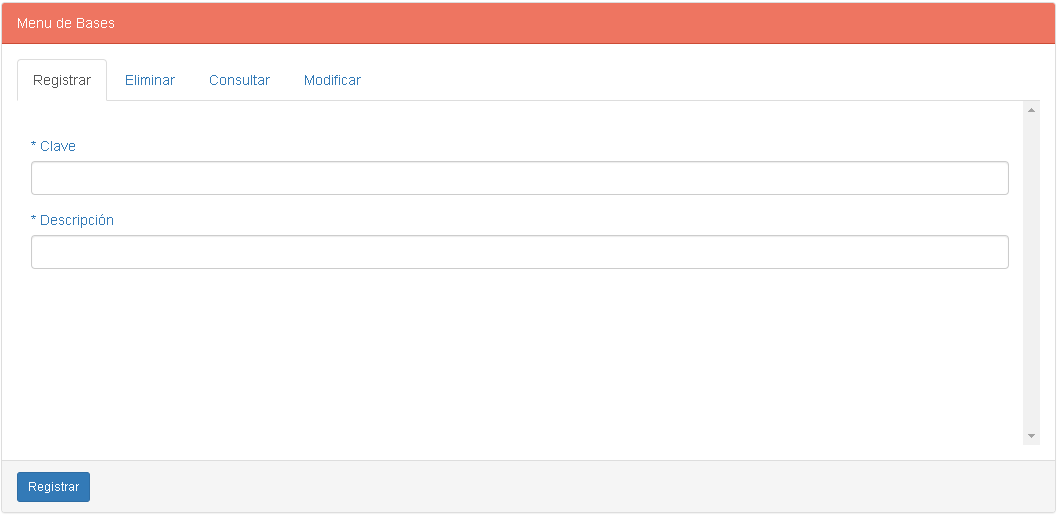 Menu de Bases
Registrar Eliminar Consultar Modificar
* Clave
* Descripción
Registrar